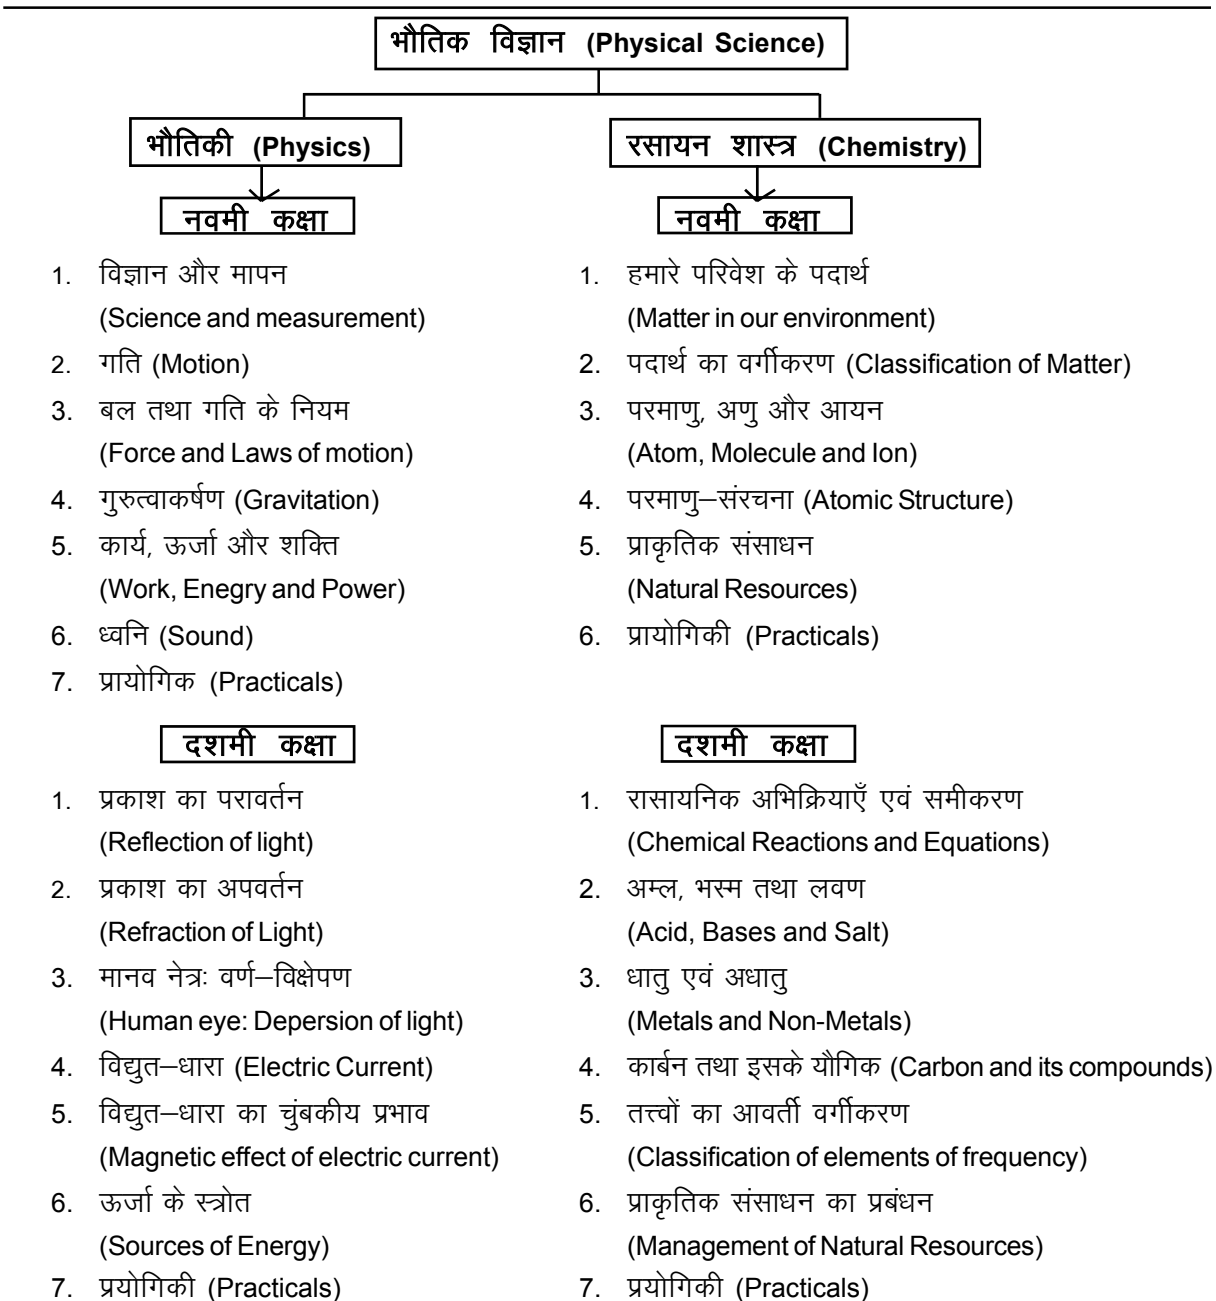 भौतिक विज्ञान (Physical Science)
भौतिकी (Physics)
नवमी कक्षा
1. विज्ञान और मापन
(Science and measurement)
2. गति (Motion)
3. बल तथा गति के नियम
(Force and Laws of motion)
4. गुरुत्वाकर्षण (Gravitation)
5. कार्य, ऊर्जा और शक्ति
(Work, Enegry and Power)
6. ध्वनि (Sound)
7. प्रायोगिक (Practicals)
दशमी कक्षा
1. प्रकाश का परावर्तन
(Reflection of light)
2. प्रकाश का अपवर्तन
(Refraction of Light)
3. मानव नेत्रः वर्ण–विक्षेपण
(Human eye: Depersion of light)
4. विद्युत–धारा (Electric Current)
5. विद्युत–धारा का चुंबकीय प्रभाव
(Magnetic effect of electric current)
6. ऊर्जा के स्त्रोत
(Sources of Energy)
7. प्रयोगिकी (Practicals)
रसायन शास्त्र (Chemistry)
नवमी कक्षा
1. हमारे परिवेश के पदार्थ
(Matter in our environment)
2. पदार्थ का वर्गीकरण (Classification of Matter)
3. परमाणु, अणु और आयन
(Atom, Molecule and Ion)
4. परमाणु–संरचना (Atomic Structure)
5. प्राकृतिक संसाधन
(Natural Resources)
6. प्रायोगिकी (Practicals)
दशमी कक्षा
1. रासायनिक अभिक्रियाएँ एवं समीकरण
(Chemical Reactions and Equations)
2. अम्ल, भस्म तथा लवण
(Acid, Bases and Salt)
3. धातु एवं अधातु
(Metals and Non-Metals)
4. कार्बन तथा इसके यौगिक (Carbon and its compounds)
5. तत्त्वों का आवर्ती वर्गीकरण
(Classification of elements of frequency)
6. प्राकृतिक संसाधन का प्रबंधन
(Management of Natural Resources)
7. प्रयोगिकी (Practicals)